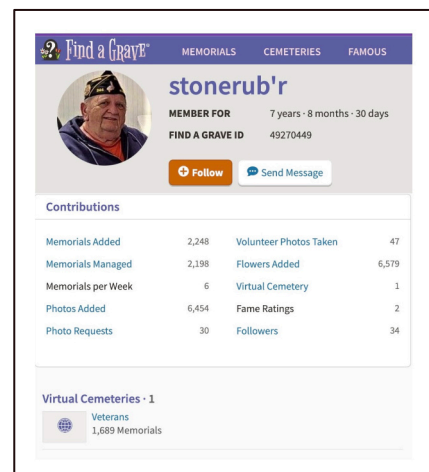 Find a GRAVE®
MEMORIALS CEMETERIES FAMOUS
stonerub'r
MEMBER FOR 7 years · 8 months · 30 days
FIND A GRAVE ID 49270449
Follow Send Message
Contributions
Memorials Added 2,248 Volunteer Photos Taken 47
Memorials Managed 2,198 Flowers Added 6,579
Memorials per Week 6 Virtual Cemetery 1
Photos Added 6,454 Fame Ratings 2
Photo Requests 30 Followers 34
Virtual Cemeteries · 1
Veterans
1,689 Memorials